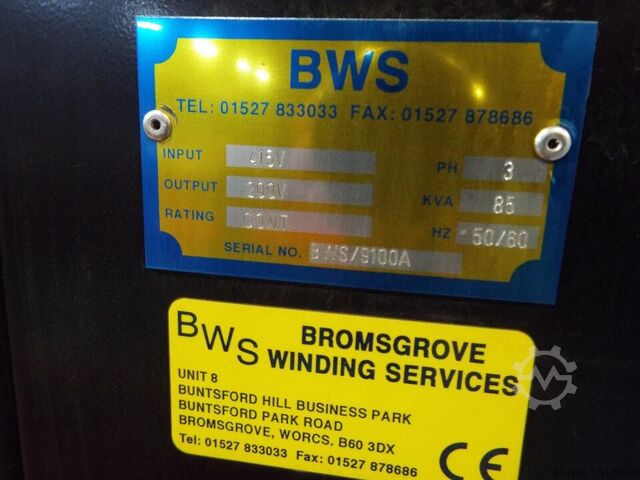 BWS
TEL: 01527 833033 FAX: 01527 878686
INPUT 415V PH 3
OUTPUT 200V KVA 85
RATING CONT HZ 50/60
SERIAL NO. BWS/9100A
BWS BROMSGROVE
WINDING SERVICES
UNIT 8
BUNTSFORD HILL BUSINESS PARK
BUNTSFORD PARK ROAD
BROMSGROVE, WORCS. B60 3DX
Tel: 01527 833033 Fax: 01527 878686
CE